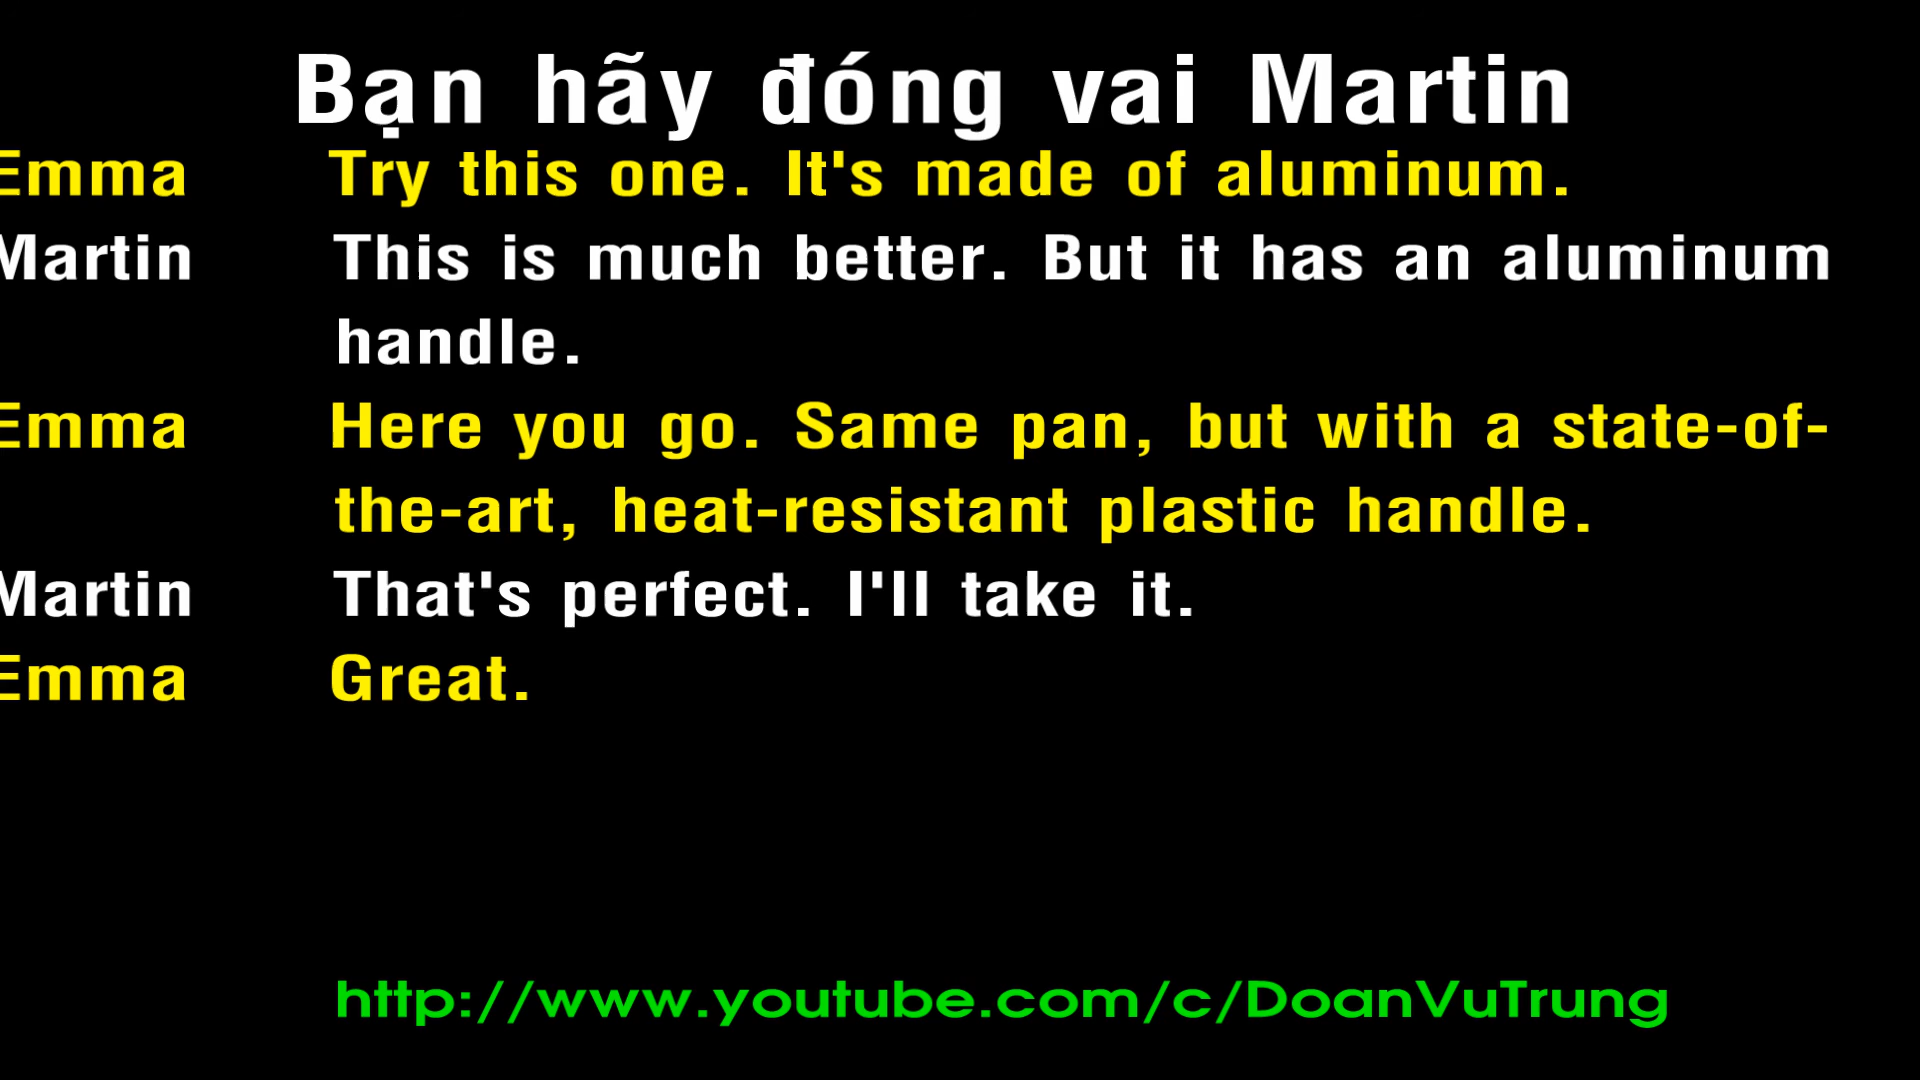 Bạn hãy đóng vai Martin
Emma Try this one. It's made of aluminum.
Martin This is much better. But it has an aluminum
handle.
Emma Here you go. Same pan, but with a state-of-
the-art, heat-resistant plastic handle.
Martin That's perfect. I'll take it.
Emma Great.
http://www.youtube.com/c/DoanVuTrung